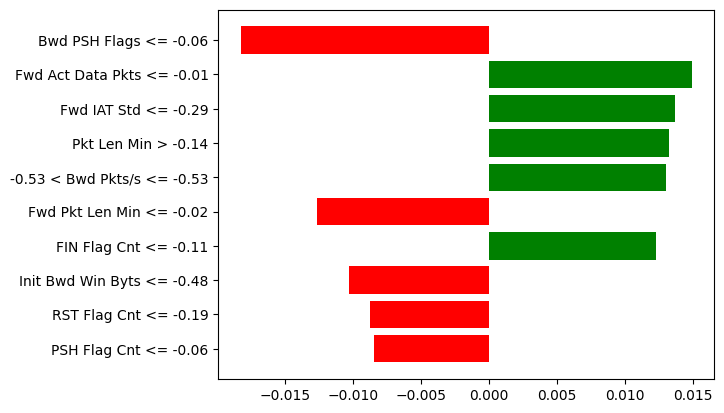 Bwd PSH Flags <= -0.06
Fwd Act Data Pkts <= -0.01
Fwd IAT Std <= -0.29
Pkt Len Min > -0.14
-0.53 < Bwd Pkts/s <= -0.53
Fwd Pkt Len Min <= -0.02
FIN Flag Cnt <= -0.11
Init Bwd Win Byts <= -0.48
RST Flag Cnt <= -0.19
PSH Flag Cnt <= -0.06
−0.015 −0.010 −0.005 0.000 0.005 0.010 0.015